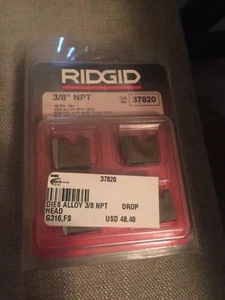 RIDGID
3/8" NPT
37820
37820
DIES ALLOY 3/8 NPT DROP
HEAD
G316,FS USD 48.40